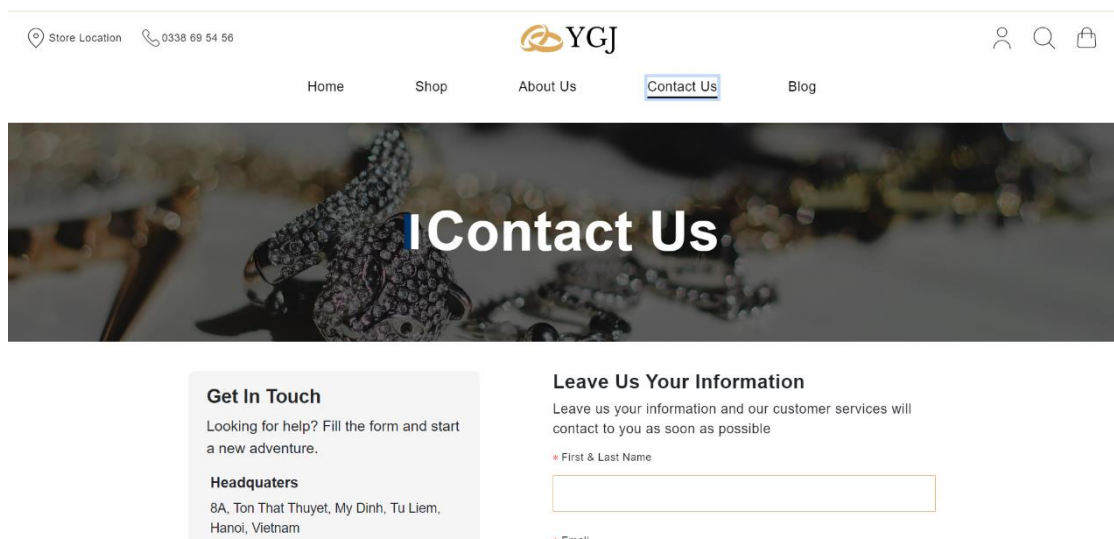 Store Location 0338 69 54 56 YGJ
Home Shop About Us Contact Us Blog
Contact Us
Get In Touch
Looking for help? Fill the form and start
a new adventure.
Headquaters
8A, Ton That Thuyet, My Dinh, Tu Liem,
Hanoi, Vietnam
Leave Us Your Information
Leave us your information and our customer services will
contact to you as soon as possible
* First & Last Name